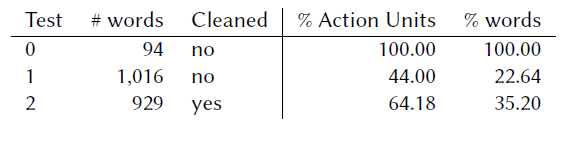 Test # words Cleaned % Action Units % words
0 94 no 100.00 100.00
1 1,016 no 44.00 22.64
2 929 yes 64.18 35.20